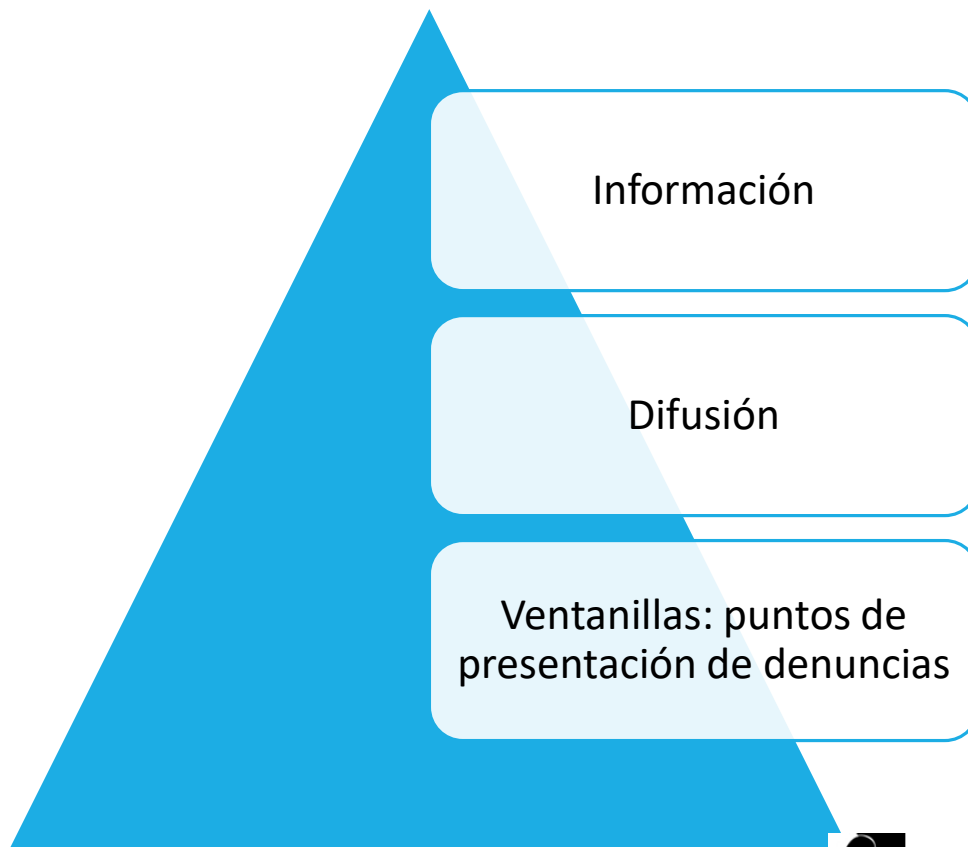 Información
Difusión
Ventanillas: puntos de
presentación de denuncias